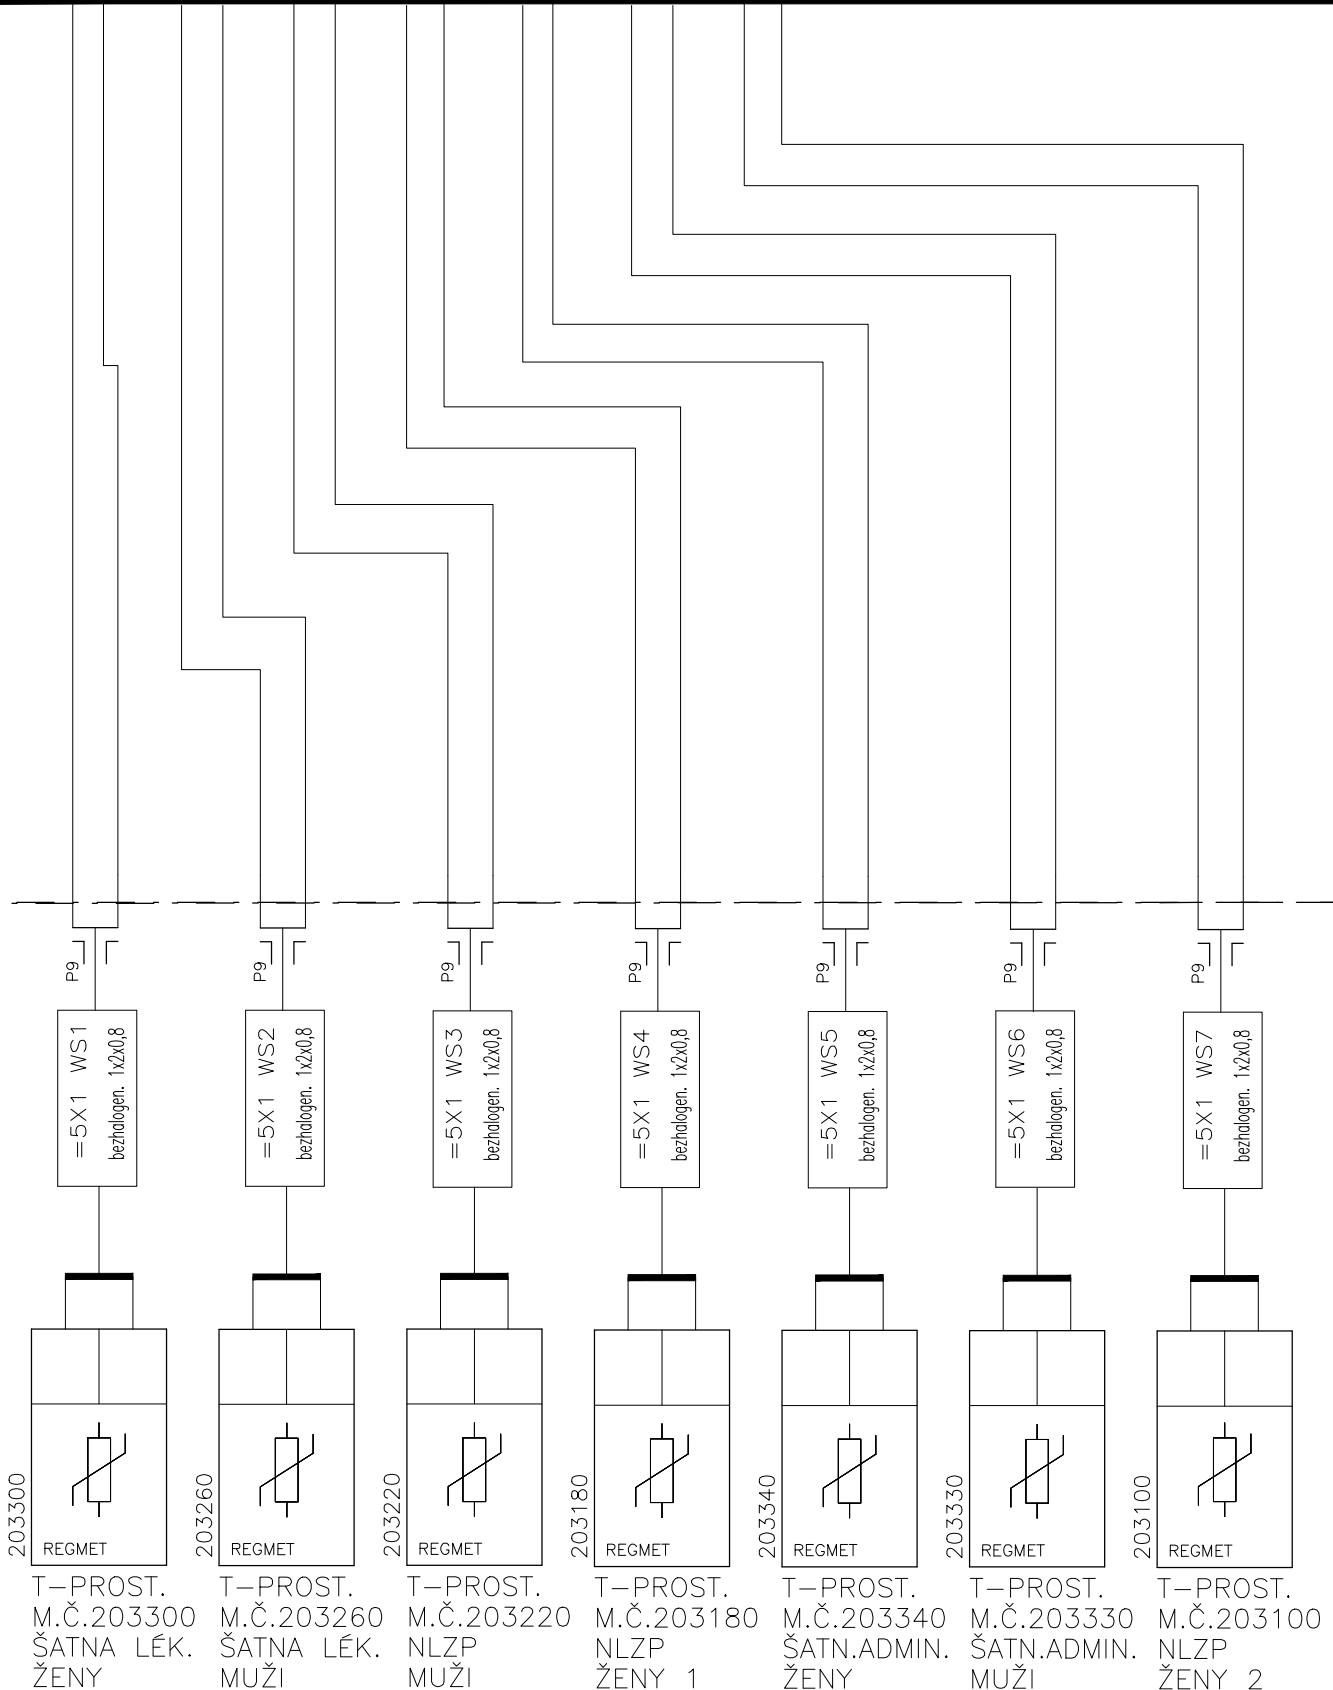 P9
P9
P9
P9
P9
P9
P9
=5X1 WS1
bezhalogen. 1x2x0,8
=5X1 WS2
bezhalogen. 1x2x0,8
=5X1 WS3
bezhalogen. 1x2x0,8
=5X1 WS4
bezhalogen. 1x2x0,8
=5X1 WS5
bezhalogen. 1x2x0,8
=5X1 WS6
bezhalogen. 1x2x0,8
=5X1 WS7
bezhalogen. 1x2x0,8
203300
REGMET
T-PROST.
M.Č.203300
ŠATNA LÉK.
ŽENY
203260
REGMET
T-PROST.
M.Č.203260
ŠATNA LÉK.
MUŽI
203220
REGMET
T-PROST.
M.Č.203220
NLZP
MUŽI
203180
REGMET
T-PROST.
M.Č.203180
NLZP
ŽENY 1
203340
REGMET
T-PROST.
M.Č.203340
ŠATN.ADMIN.
ŽENY
203330
REGMET
T-PROST.
M.Č.203330
ŠATN.ADMIN.
MUŽI
203100
REGMET
T-PROST.
M.Č.203100
NLZP
ŽENY 2